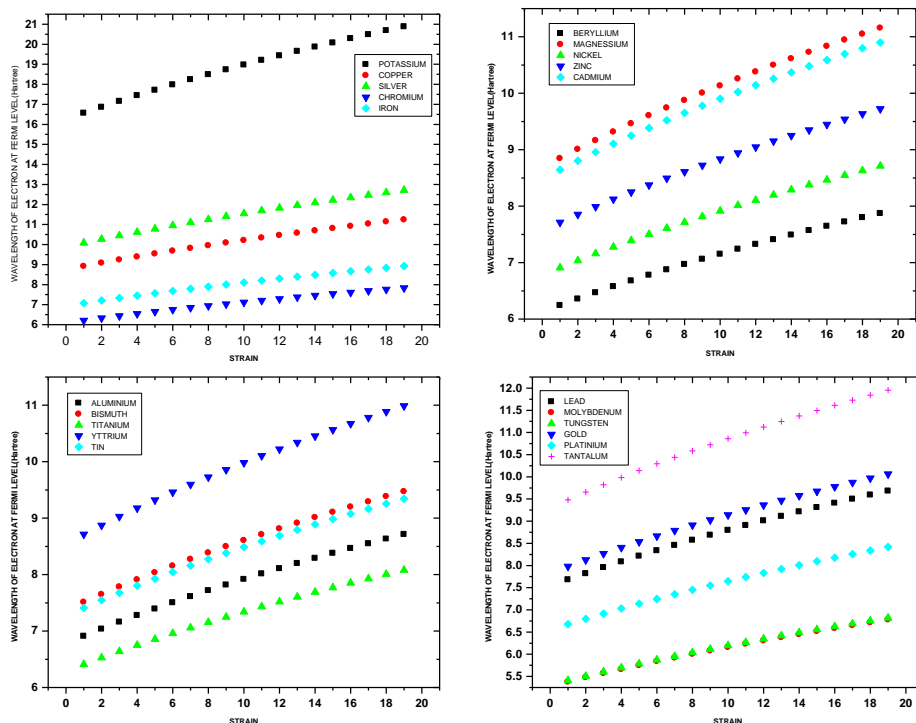 WAVELENGTH OF ELECTRON AT FERMI LEVEL(Hartree)
21
20
19
18
17
16
15
14
13
12
11
10
9
8
7
6
POTASSIUM
COPPER
SILVER
CHROMIUM
IRON
0 2 4 6 8 10 12 14 16 18 20
STRAIN
WAVELENGTH OF ELECTRON AT FERMI LEVEL(Hartree)
11
10
9
8
7
6
BERYLLIUM
MAGNESSIUM
NICKEL
ZINC
CADMIUM
0 2 4 6 8 10 12 14 16 18 20
STRAIN
WAVELENGTH OF ELECTRON AT FERMI LEVEL(Hartree)
11
10
9
8
7
6
ALUMINIUM
BISMUTH
TITANIUM
YTTRIUM
TIN
0 2 4 6 8 10 12 14 16 18 20
STRAIN
WAVELENGTH OF ELECTRON AT FERMI LEVEL(Hartree)
12.0
11.5
11.0
10.5
10.0
9.5
9.0
8.5
8.0
7.5
7.0
6.5
6.0
5.5
LEAD
MOLYBDENUM
TUNGSTEN
GOLD
PLATINIUM
TANTALUM
0 2 4 6 8 10 12 14 16 18 20
STRAIN